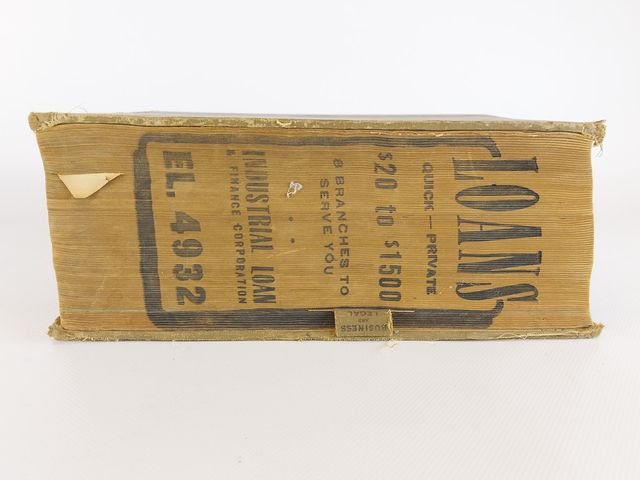 LOANS
QUICK — PRIVATE
$20 to $1500
8 BRANCHES TO
SERVE YOU
INDUSTRIAL LOAN
& FINANCE CORPORATION
EL. 4932
BUSINESS
AND
LEGAL